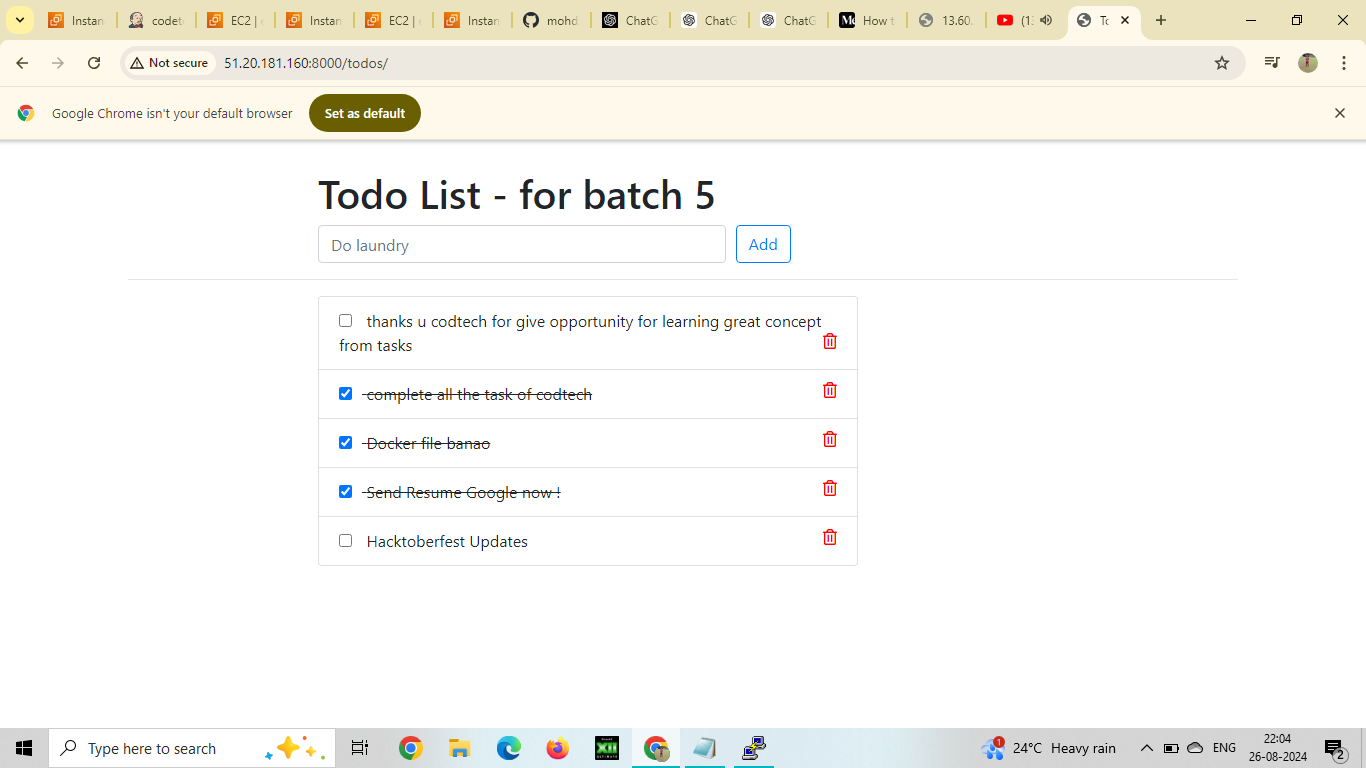 Instan
codet
EC2 |
Instan
EC2 |
Instan
mohd
ChatG
ChatG
ChatG
How t
13.60.
(1
To
Not secure
51.20.181.160:8000/todos/
Google Chrome isn't your default browser
Set as default
Todo List - for batch 5
Do laundry
Add
thanks u codtech for give opportunity for learning great concept
from tasks
complete all the task of codtech
Docker file banao
Send Resume Google now !
Hacktoberfest Updates
Type here to search
XII
1
24°C Heavy rain
ENG
22:04
26-08-2024
2